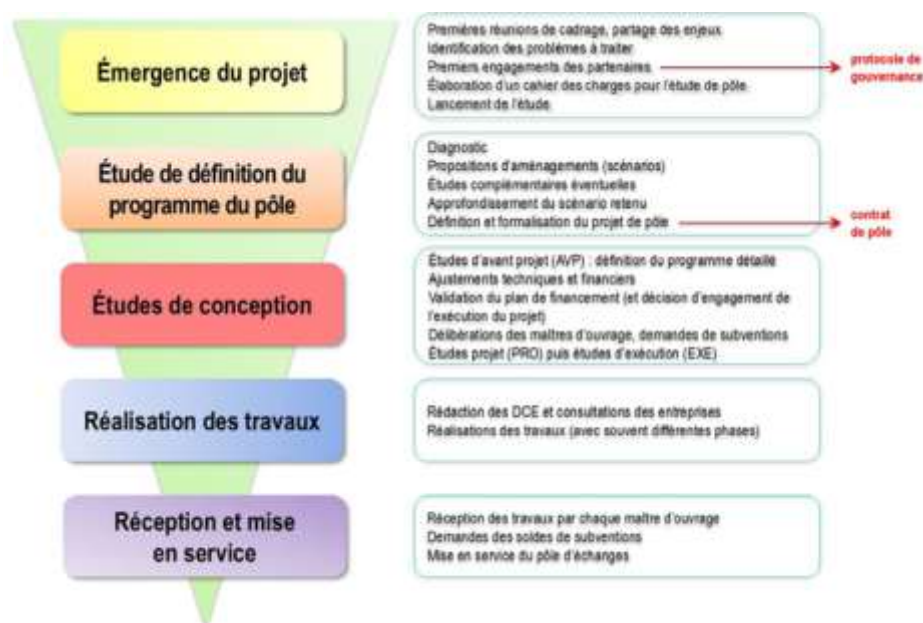 Émergence du projet
Premières réunions de cadrage, partage des enjeux
Identification des problèmes à traiter
Premiers engagements des partenaires
Élaboration d'un cahier des charges pour l'étude de pôle
Lancement de l'étude
protocole de
gouvernance
Étude de définition du
programme du pôle
Diagnostic
Propositions d'aménagements (scénarios)
Études complémentaires éventuelles
Approfondissement du scénario retenu
Définition et formalisation du projet de pôle
contrat
de pôle
Études de conception
Études d'avant projet (AVP) : définition du programme détaillé
Ajustements techniques et financiers
Validation du plan de financement (et décision d'engagement de
l'exécution du projet)
Délibérations des maîtres d'ouvrage, demandes de subventions
Études projet (PRO) puis études d'exécution (EXE)
Réalisation des travaux
Rédaction des DCE et consultations des entreprises
Réalisations des travaux (avec souvent différentes phases)
Réception et mise
en service
Réception des travaux par chaque maître d'ouvrage
Demandes des soldes de subventions
Mise en service du pôle d'échanges